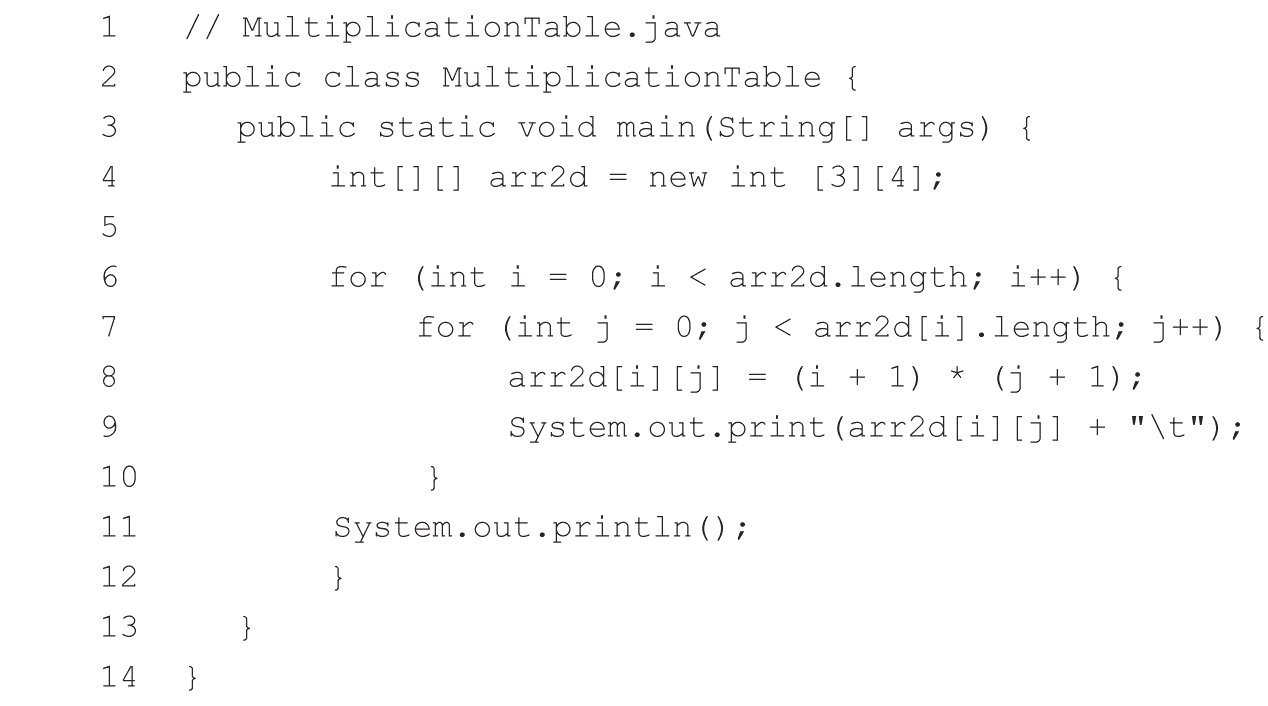 1 // MultiplicationTable.java
2 public class MultiplicationTable {
3 public static void main(String[] args) {
4 int[][] arr2d = new int [3][4];
5
6 for (int i = 0; i < arr2d.length; i++) {
7 for (int j = 0; j < arr2d[i].length; j++) {
8 arr2d[i][j] = (i + 1) * (j + 1);
9 System.out.print(arr2d[i][j] + "\t");
10 }
11 System.out.println();
12 }
13 }
14 }